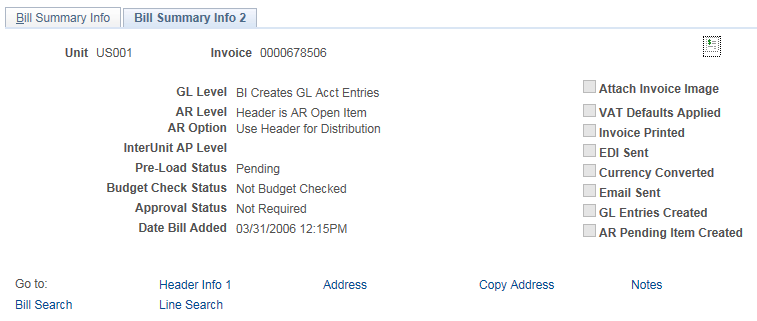 Bill Summary Info Bill Summary Info 2
Unit US001 Invoice 0000678506
GL Level BI Creates GL Acct Entries
AR Level Header is AR Open Item
AR Option Use Header for Distribution
InterUnit AP Level
Pre-Load Status Pending
Budget Check Status Not Budget Checked
Approval Status Not Required
Date Bill Added 03/31/2006 12:15PM
Attach Invoice Image
VAT Defaults Applied
Invoice Printed
EDI Sent
Currency Converted
Email Sent
GL Entries Created
AR Pending Item Created
Go to: Header Info 1 Address Copy Address Notes
Bill Search Line Search